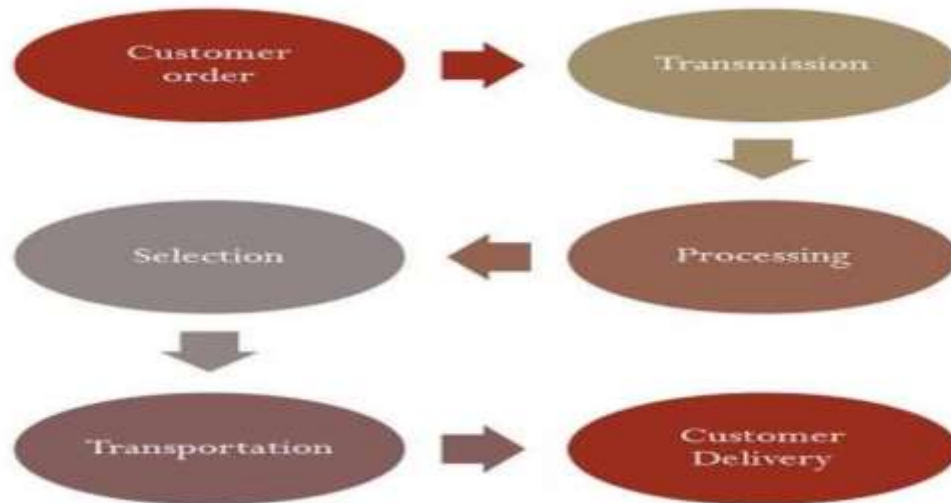 Customer
order
Transmission
Processing
Selection
Transportation
Customer
Delivery